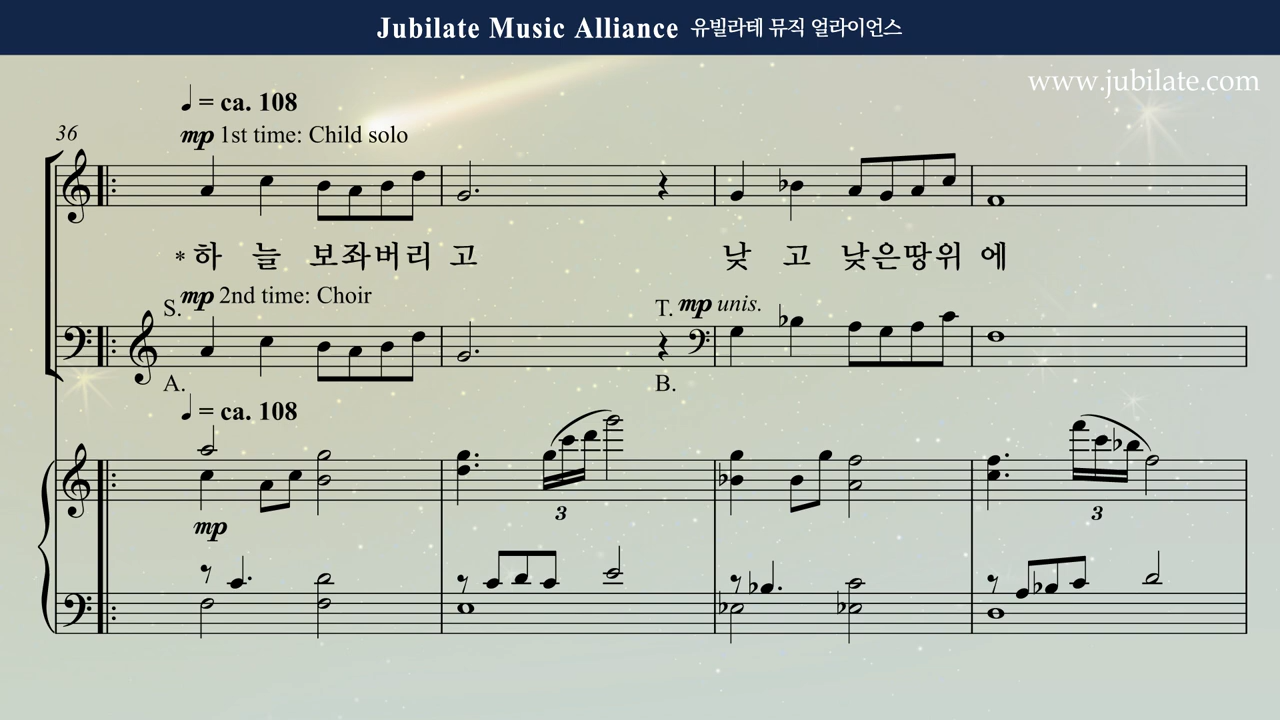 Jubilate Music Alliance 유빌라테 뮤직 얼라이언스
www.jubilate.com
♩ = ca. 108
36
mp 1st time: Child solo
* 하 늘 보좌버리 고 낮 고 낮은땅위 에
mp 2nd time: Choir
S. T. mp unis.
A. B.
♩ = ca. 108
3 3
mp